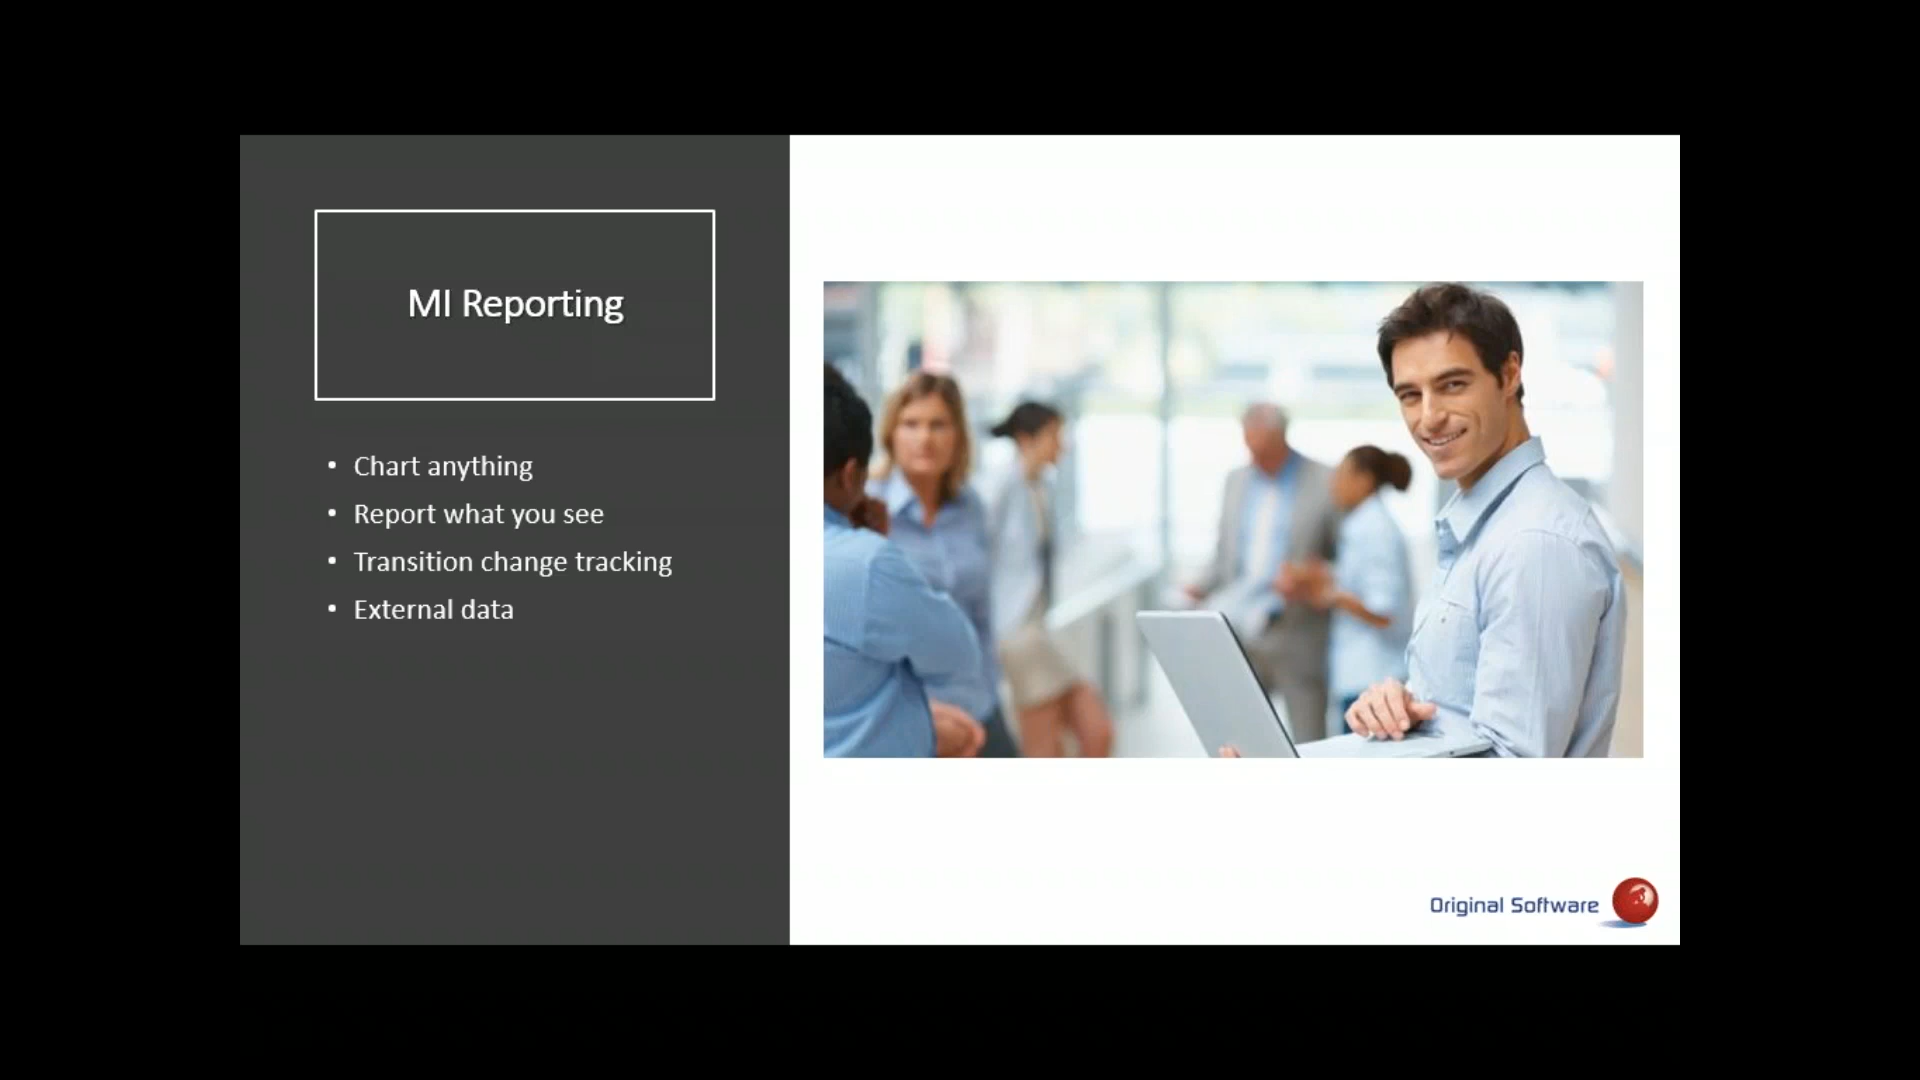 MI Reporting
• Chart anything
• Report what you see
• Transition change tracking
• External data
Original Software